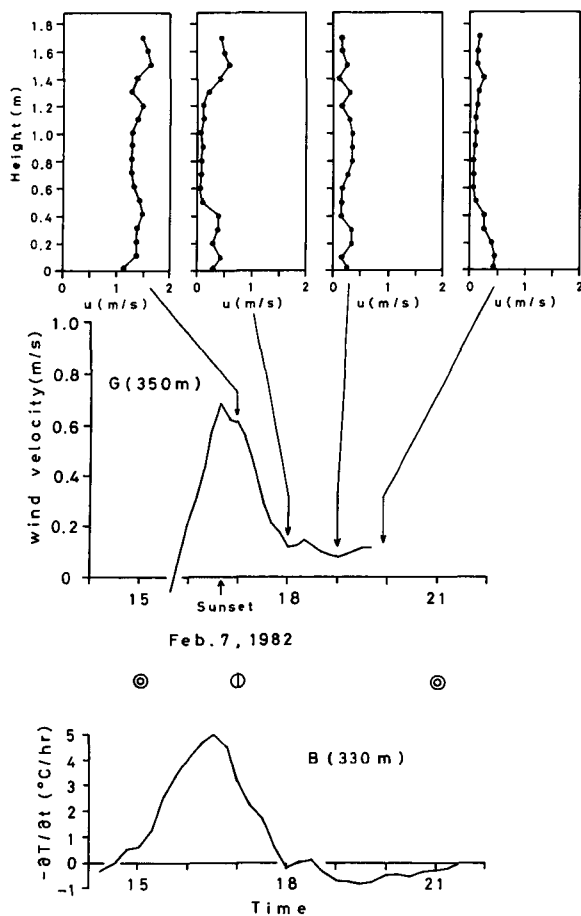 1.8
1.6
1.4
1.2
1.0
0.8
0.6
0.4
0.2
0
Height(m)
0 1 2
u (m/s)
0 1 2
u (m/s)
0 1 2
u (m/s)
0 1 2
u (m/s)
1.0
0.8
0.6
0.4
0.2
0
wind velocity(m/s)
G (350m)
15 18 21
Sunset
Feb. 7, 1982
5
4
3
2
1
0
-1
-∂T/∂t (°C/hr)
B (330 m)
15 18 21
Time